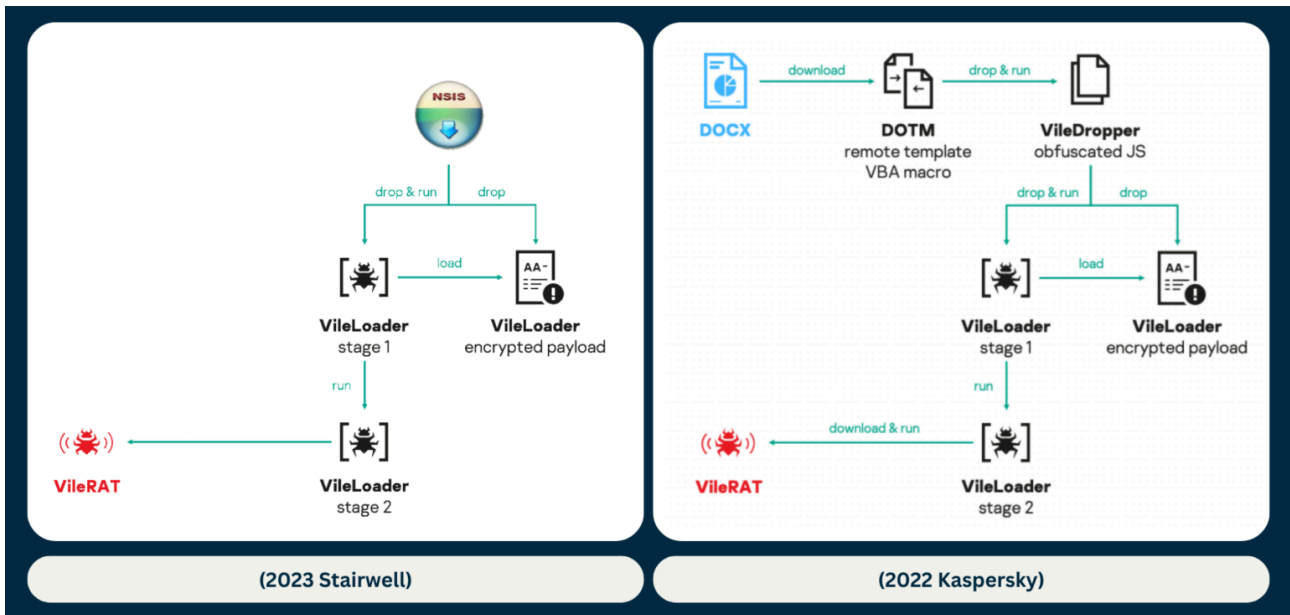 NSIS
drop & run
drop
load
AA-
VileLoader
stage 1
VileLoader
encrypted payload
run
VileRAT
VileLoader
stage 2
(2023 Stairwell)
download
drop & run
DOCX
DOTM
remote template
VBA macro
VileDropper
obfuscated JS
drop & run
drop
load
AA-
VileLoader
stage 1
VileLoader
encrypted payload
run
download & run
VileRAT
VileLoader
stage 2
(2022 Kaspersky)